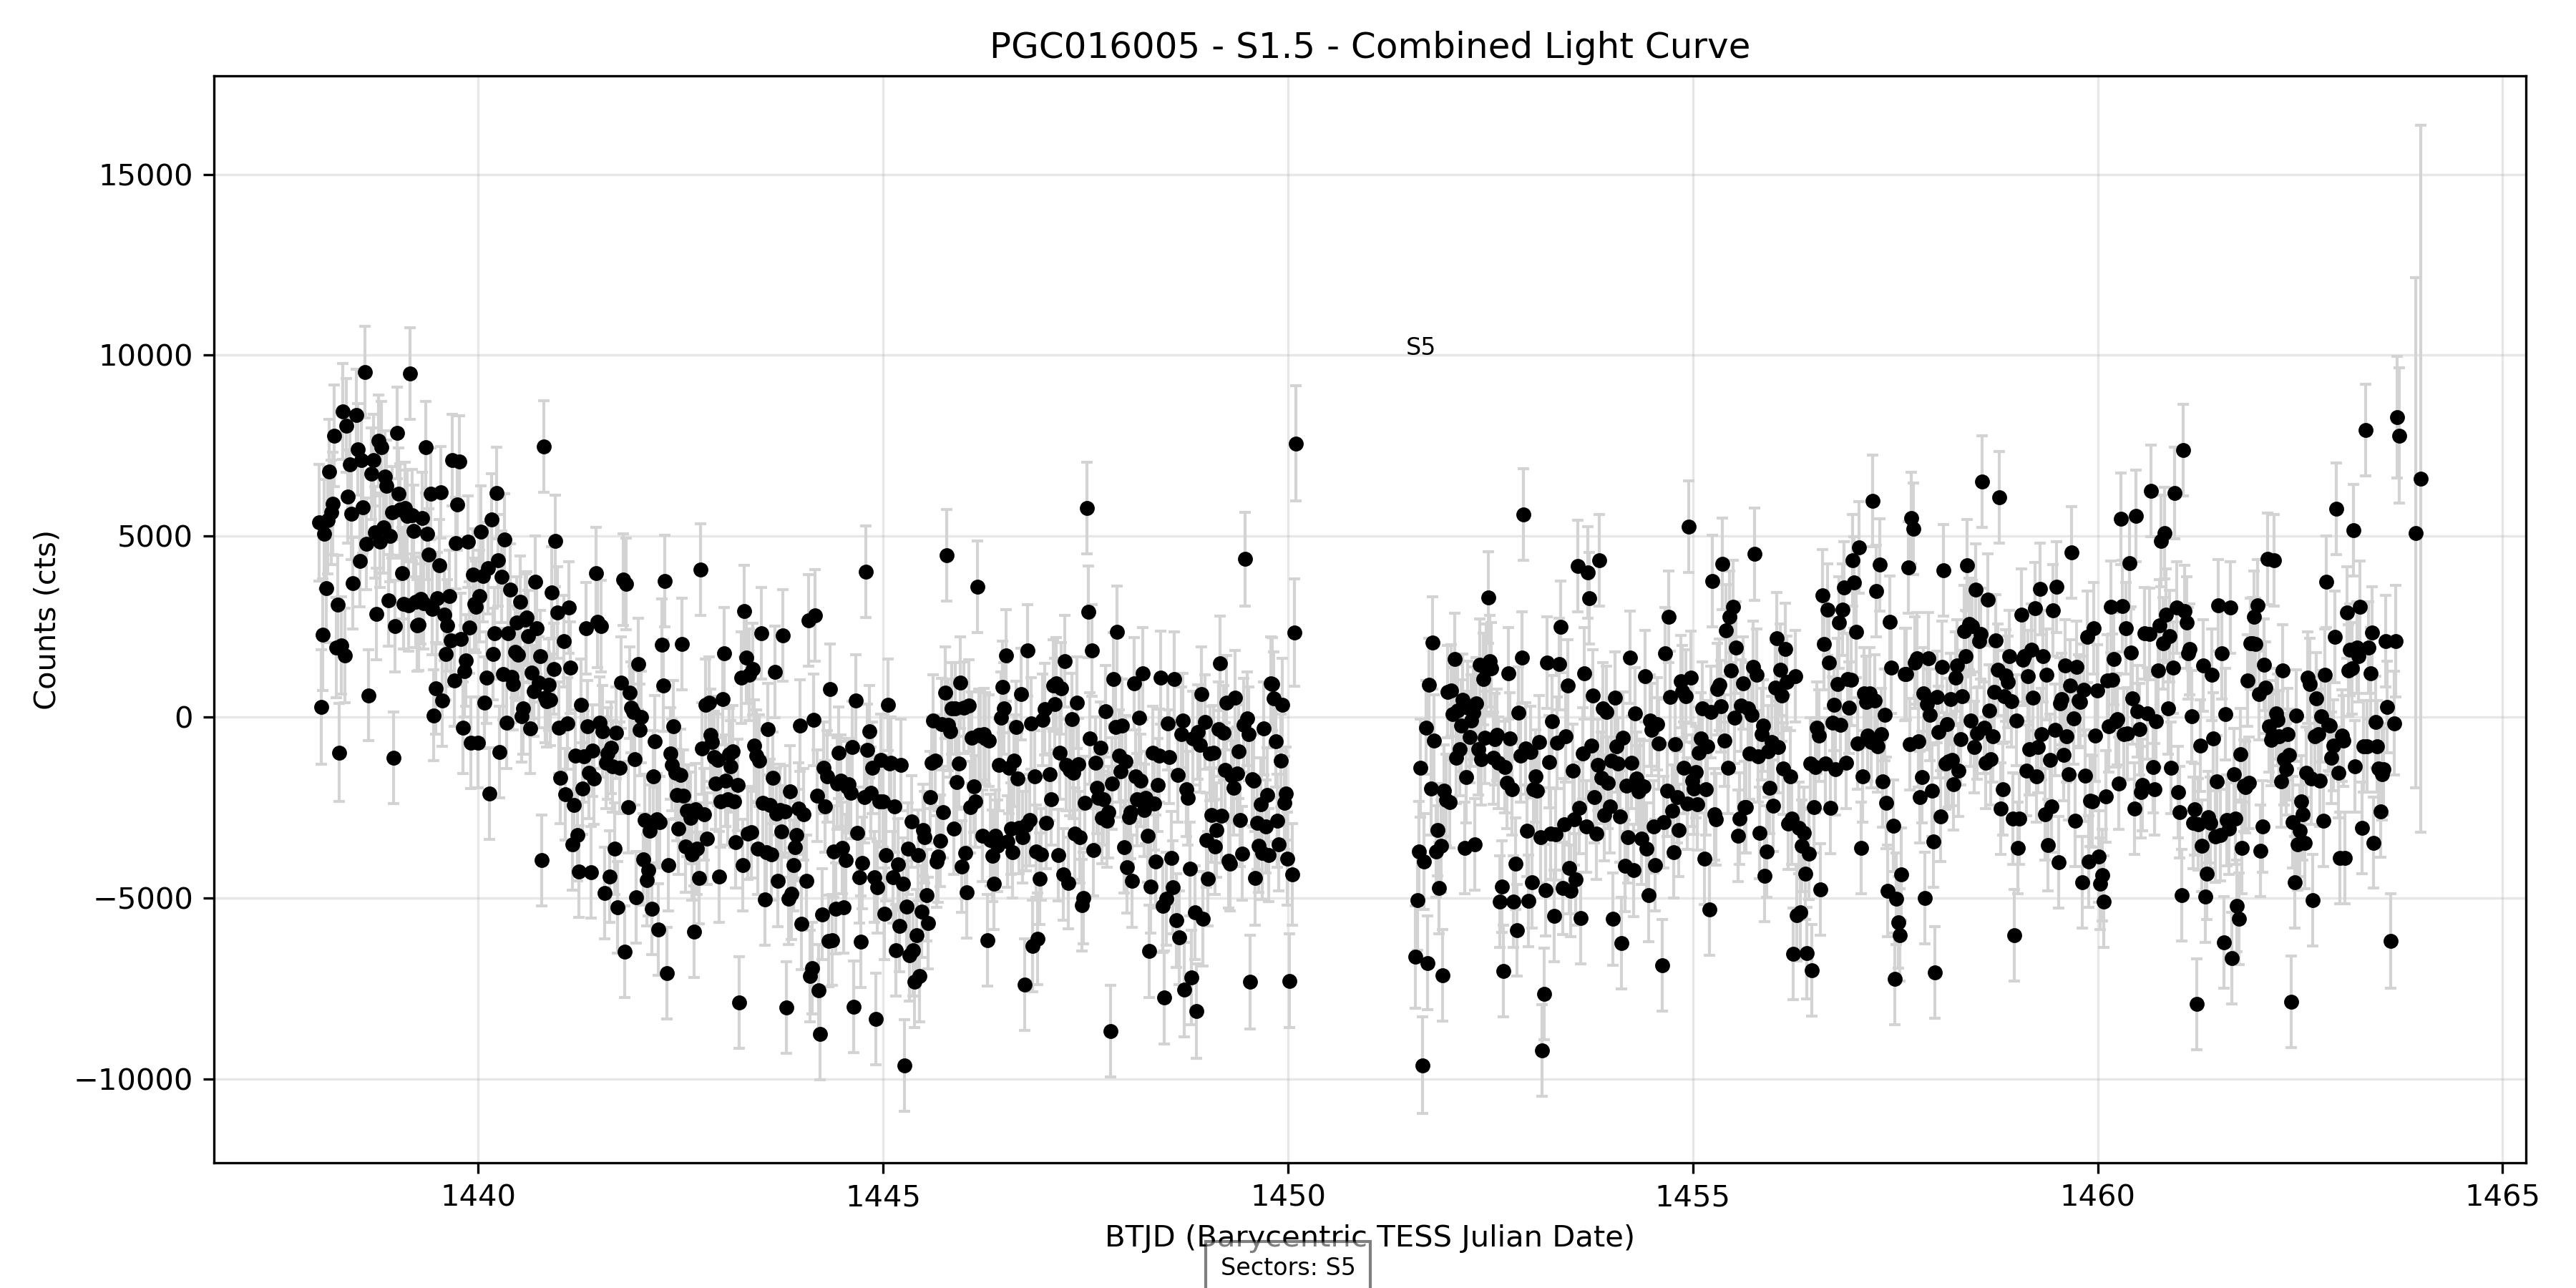 PGC016005 - S1.5 - Combined Light Curve
15000
10000
5000
0
−5000
−10000
Counts (cts)
S5
1440
1445
1450
1455
1460
1465
BTJD (Barycentric TESS Julian Date)
Sectors: S5